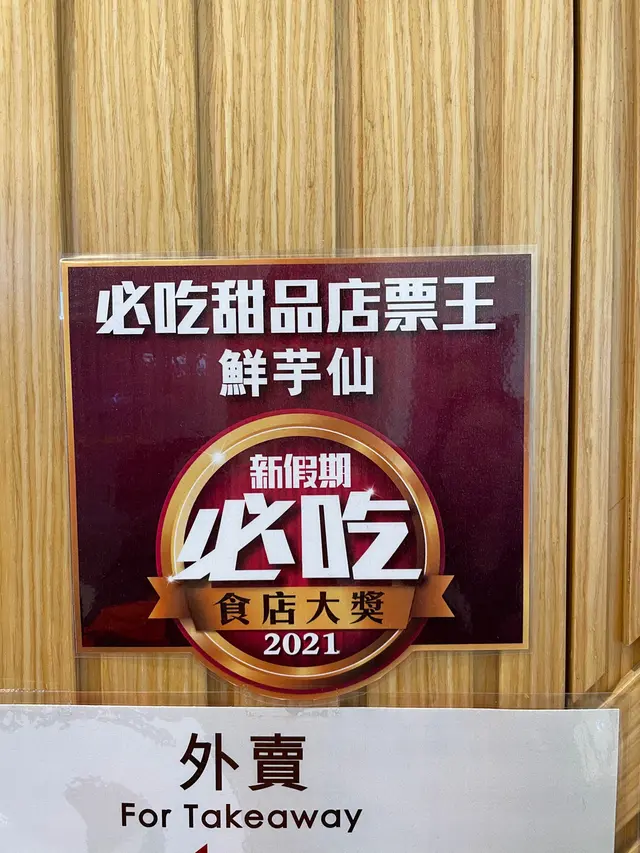 必吃甜品店票王
鮮芋仙
新假期
必吃
食店大獎
2021
外賣
For Takeaway